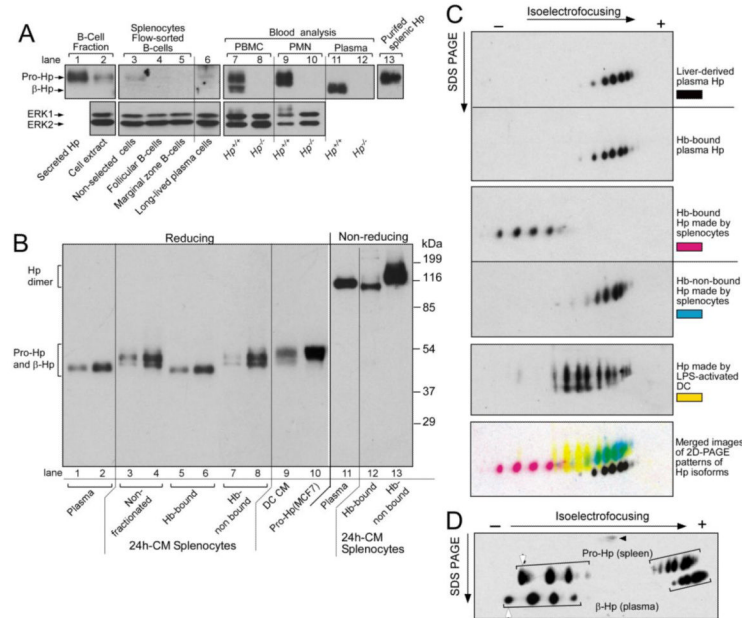 A
B-Cell
Fraction
Splenocytes
Flow-sorted
B-cells
Blood analysis
PBMC
PMN
Plasma
Purifed
splenic Hp
lane
1 2 3 4 5 6 7 8 9 10 11 12 13
Pro-Hp
β-Hp
ERK1
ERK2
Secreted Hp
Cell extract
Non-selected cells
Follicular B-cells
Marginal zone B-cells
Long-lived plasma cells
Hp+/+
Hp-/-
Hp+/+
Hp-/-
Hp+/+
Hp-/-
B
Reducing
Non-reducing
kDa
Hp
dimer
Pro-Hp
and β-Hp
199
116
85
54
37
29
lane
1 2 3 4 5 6 7 8 9 10 11 12 13
Plasma
Non-
fractionated
Hb-bound
Hb-
non bound
DC CM
Pro-Hp(MCF7)
Plasma
Hb-bound
Hb-
non bound
24h-CM Splenocytes
24h-CM
Splenocytes
C
Isoelectrofocusing
− +
SDS PAGE
Liver-derived
plasma Hp
Hb-bound
plasma Hp
Hb-bound
Hp made by
splenocytes
Hb-non-bound
Hp made by
splenocytes
Hp made by
LPS-activated
DC
Merged images
of 2D-PAGE
patterns of
Hp isoforms
D
− Isoelectrofocusing +
SDS PAGE
Pro-Hp (spleen)
β-Hp (plasma)